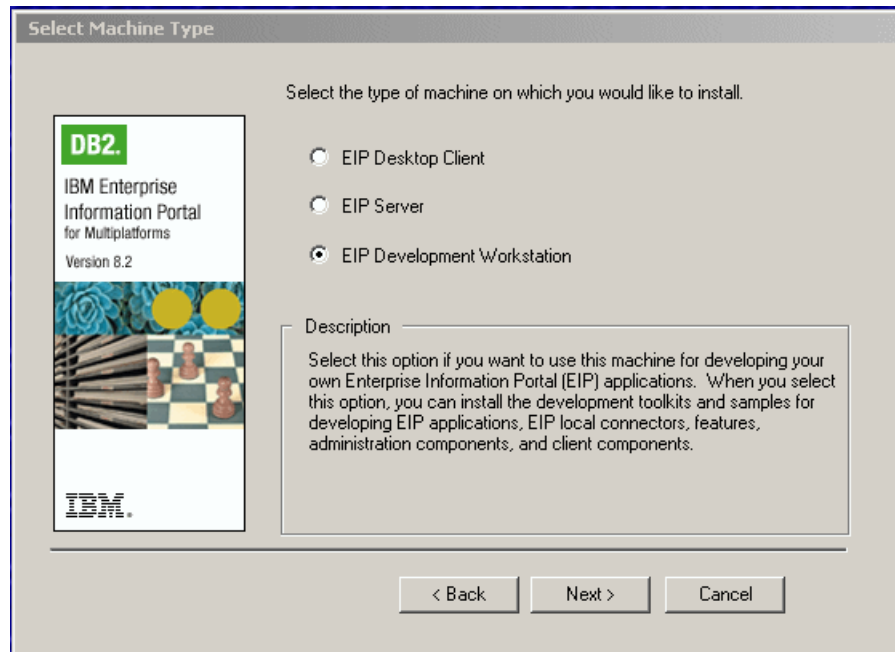 Select Machine Type
Select the type of machine on which you would like to install.
DB2.
IBM Enterprise
Information Portal
for Multiplatforms
Version 8.2
IBM.
EIP Desktop Client
EIP Server
EIP Development Workstation
Description
Select this option if you want to use this machine for developing your
own Enterprise Information Portal (EIP) applications. When you select
this option, you can install the development toolkits and samples for
developing EIP applications, EIP local connectors, features,
administration components, and client components.
< Back
Next >
Cancel